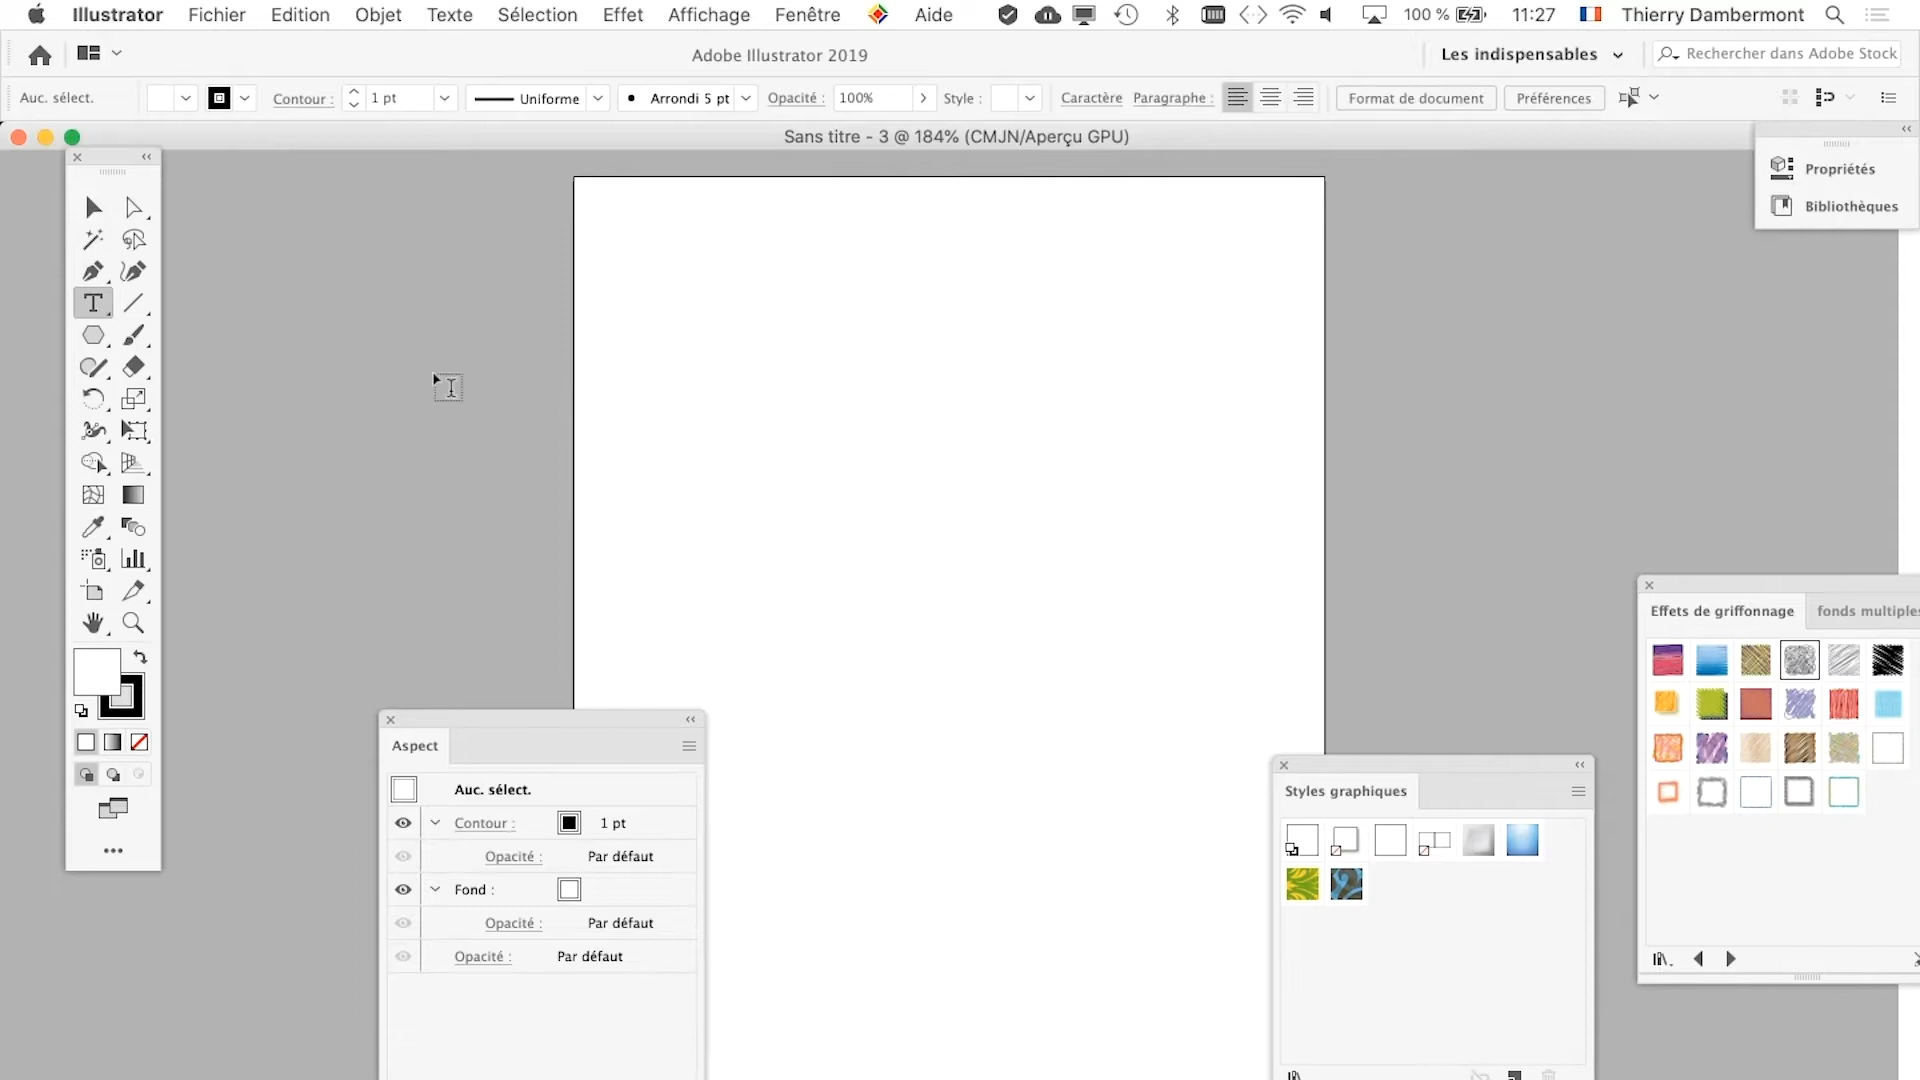 Illustrator Fichier Edition Objet Texte Sélection Effet Affichage Fenêtre Aide 100 % 11:27 Thierry Dambermont
Adobe Illustrator 2019
Les indispensables
Rechercher dans Adobe Stock
Auc. sélect. Contour : 1 pt Uniforme Arrondi 5 pt Opacité : 100% Style : Caractère Paragraphe : Format de document Préférences
Sans titre - 3 @ 184% (CMJN/Aperçu GPU)
Propriétés
Bibliothèques
Effets de griffonnage fonds multiples
Aspect
Auc. sélect.
Contour : 1 pt
Opacité : Par défaut
Fond :
Opacité : Par défaut
Opacité : Par défaut
Styles graphiques